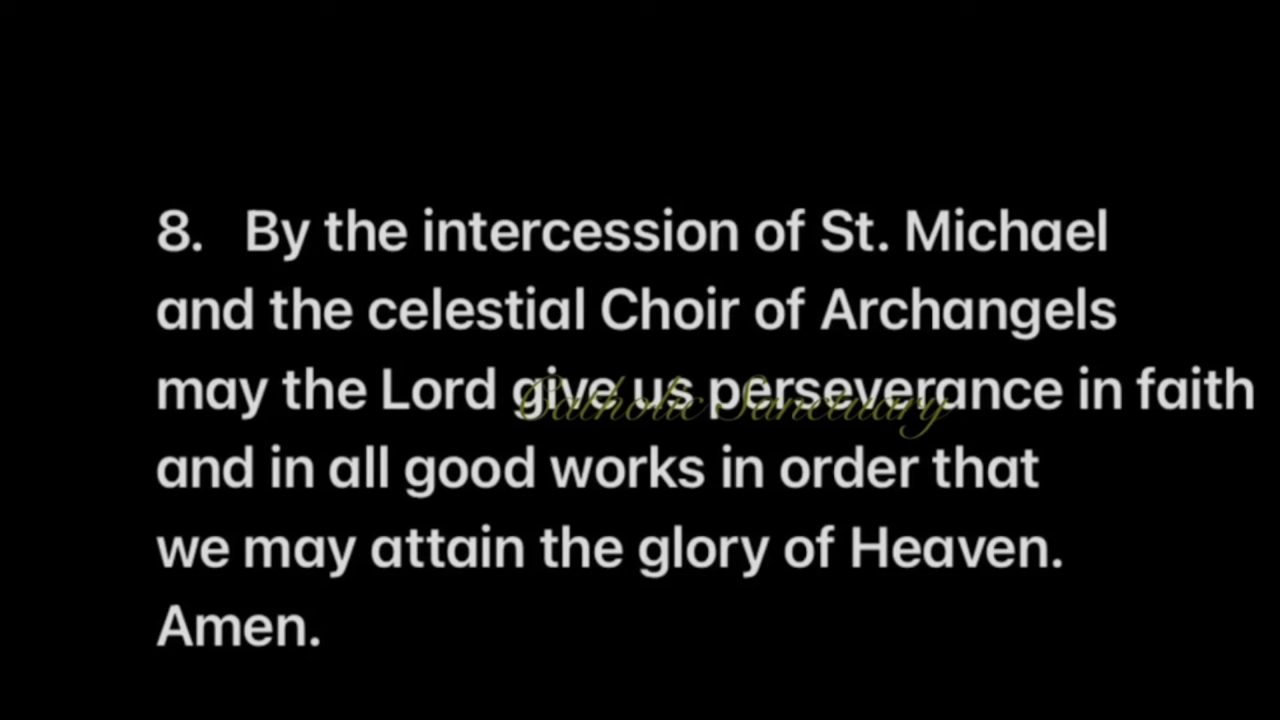 8. By the intercession of St. Michael
and the celestial Choir of Archangels
may the Lord give us perseverance in faith
Catholic Sanctuary
and in all good works in order that
we may attain the glory of Heaven.
Amen.